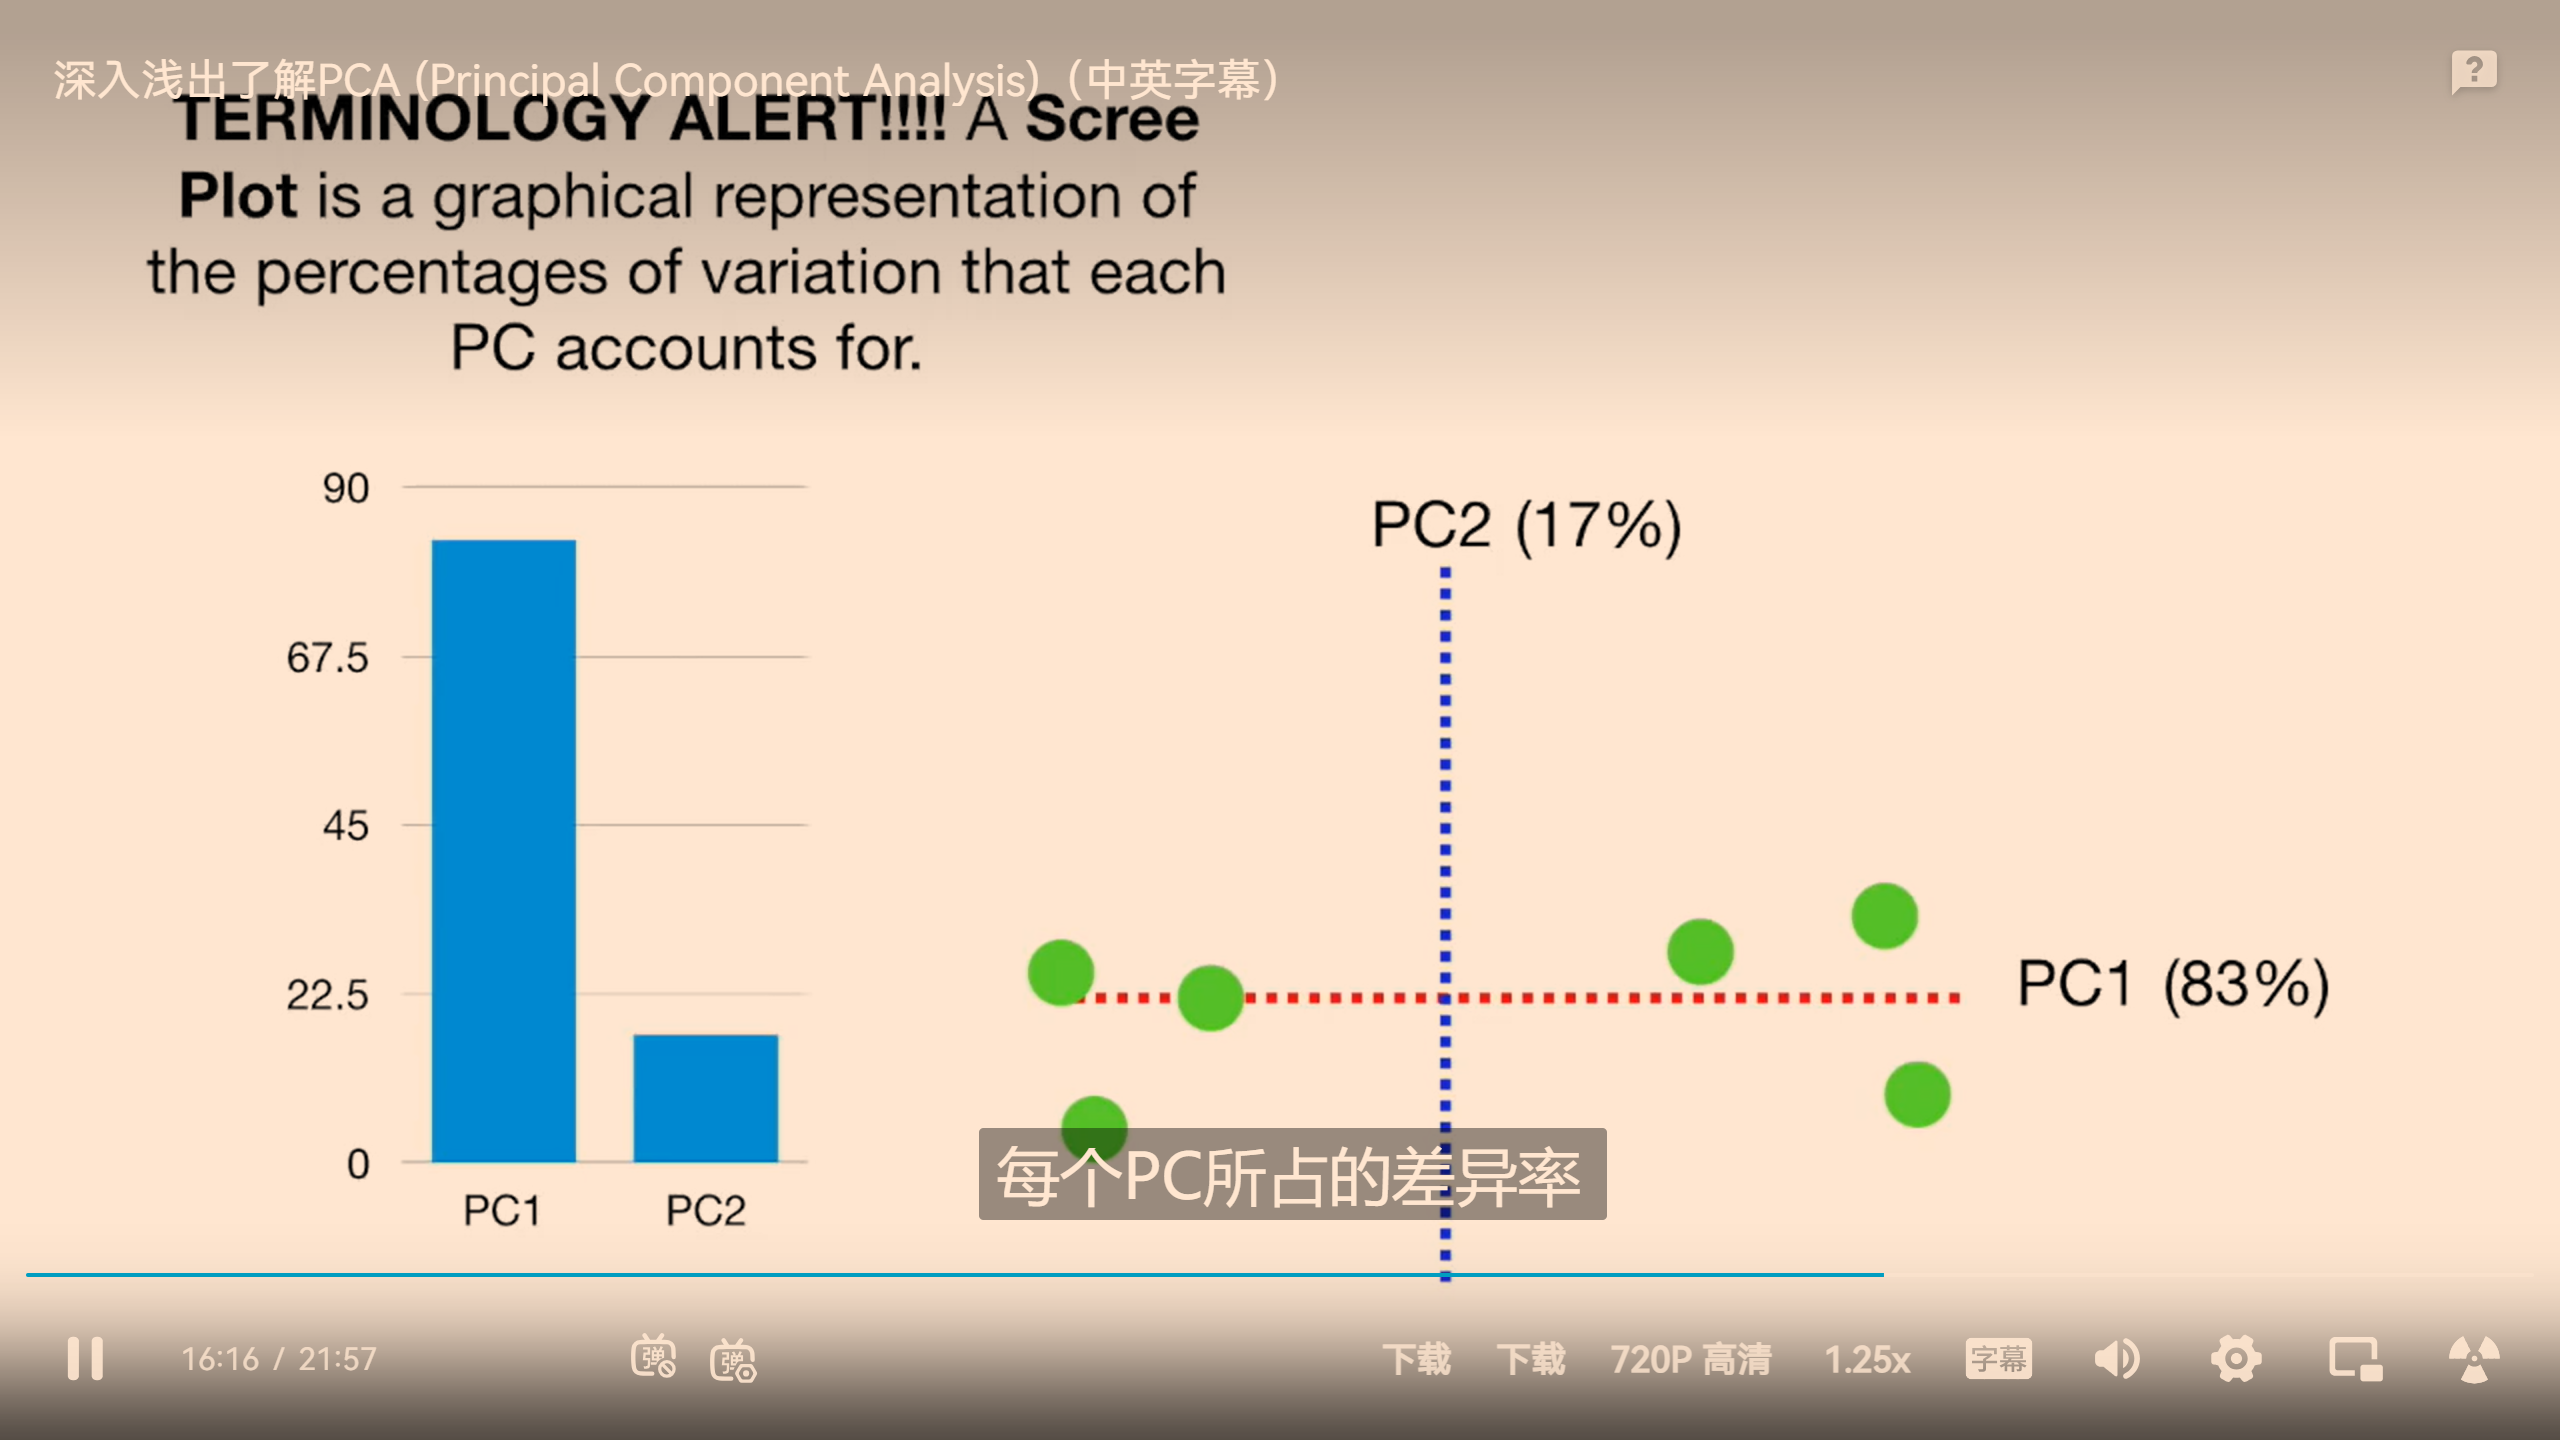 深入浅出了解PCA (Principal Component Analysis)（中英字幕）
TERMINOLOGY ALERT!!!! A Scree
Plot is a graphical representation of
the percentages of variation that each
PC accounts for.
90
67.5
45
22.5
0
PC1
PC2
PC2 (17%)
PC1 (83%)
每个PC所占的差异率
16:16 / 21:57
弹
弹
下载
下载
720P 高清
1.25x
字幕